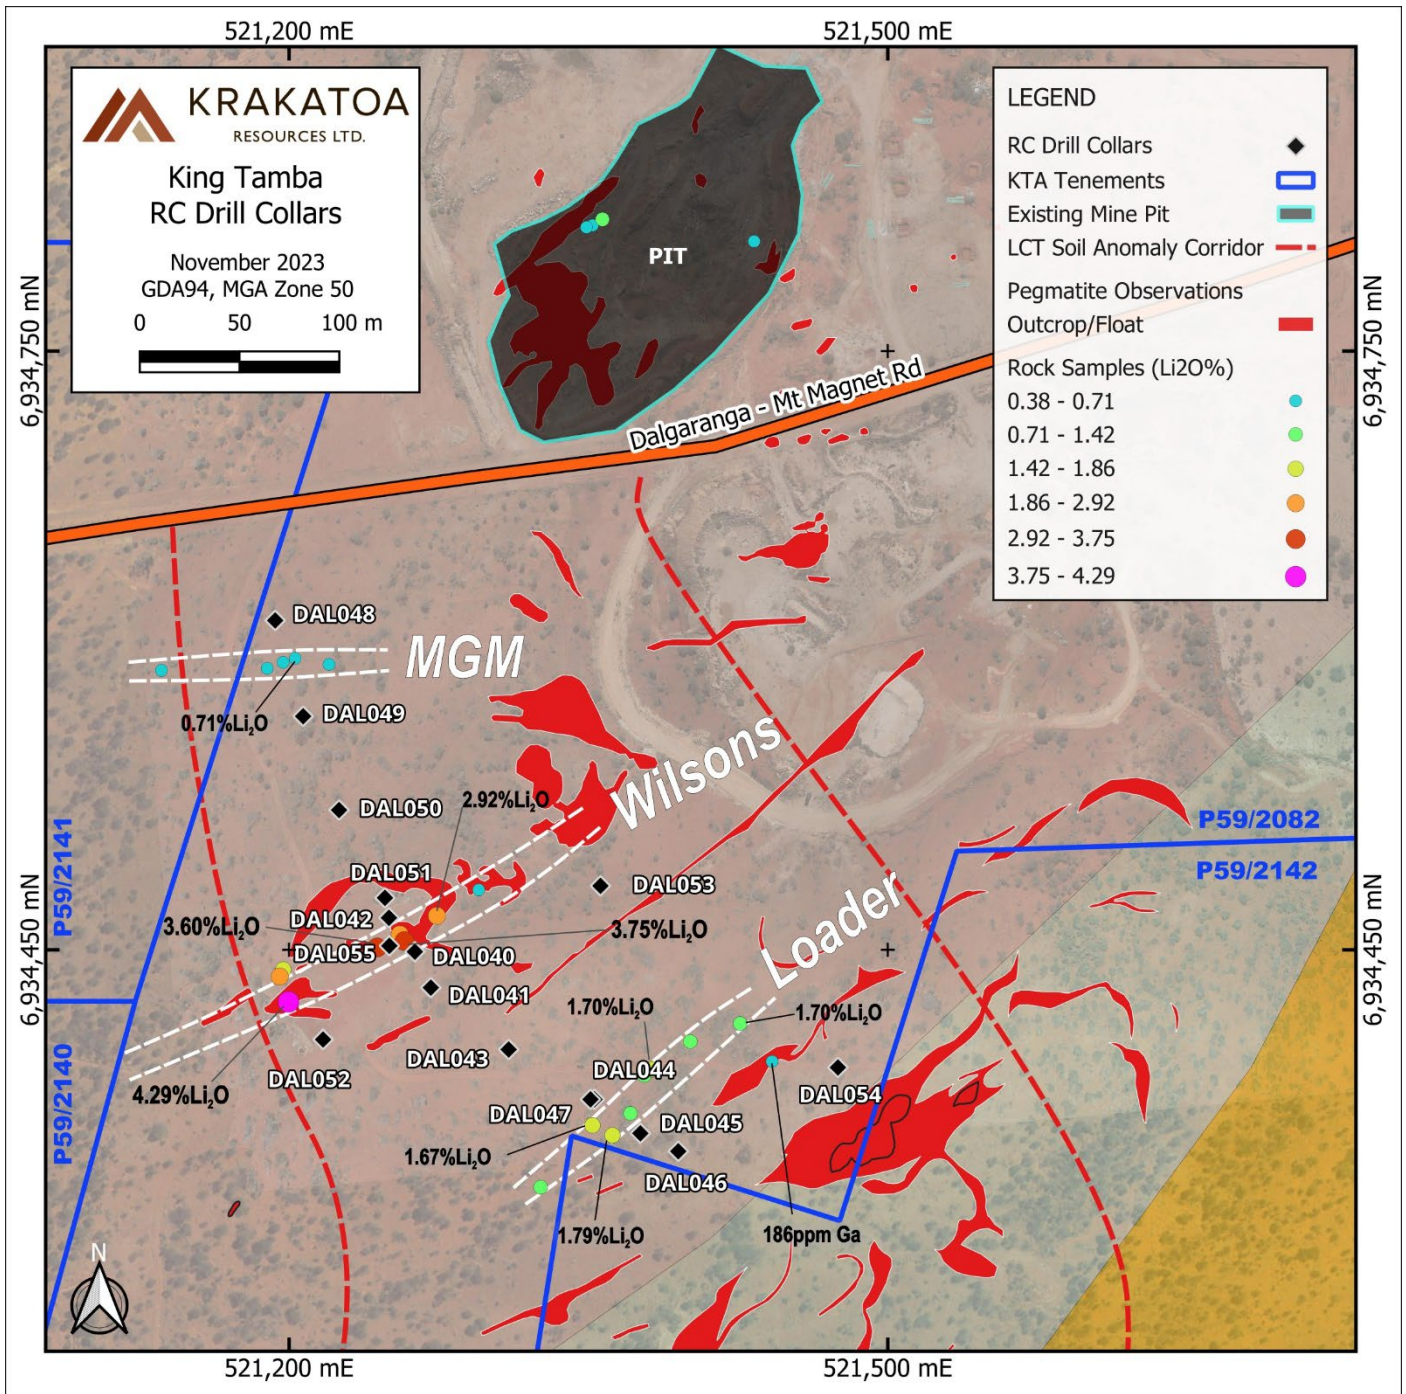 521,200 mE
521,500 mE
KRAKATOA
RESOURCES LTD.
King Tamba
RC Drill Collars
November 2023
GDA94, MGA Zone 50
0 50 100 m
LEGEND
RC Drill Collars
KTA Tenements
Existing Mine Pit
LCT Soil Anomaly Corridor
Pegmatite Observations
Outcrop/Float
Rock Samples (Li2O%)
0.38 - 0.71
0.71 - 1.42
1.42 - 1.86
1.86 - 2.92
2.92 - 3.75
3.75 - 4.29
PIT
6,934,750 mN
6,934,750 mN
Dalgaranga - Mt Magnet Rd
DAL048
MGM
0.71%Li₂O
DAL049
Wilsons
2.92%Li₂O
DAL050
P59/2082
P59/2142
P59/2141
DAL051
DAL053
DAL042
3.60%Li₂O
3.75%Li₂O
Loader
DAL055
DAL040
6,934,450 mN
6,934,450 mN
DAL041
1.70%Li₂O
1.70%Li₂O
DAL043
DAL052
4.29%Li₂O
DAL044
DAL054
P59/2140
DAL047
DAL045
1.67%Li₂O
DAL046
1.79%Li₂O
186ppm Ga
N
521,200 mE
521,500 mE